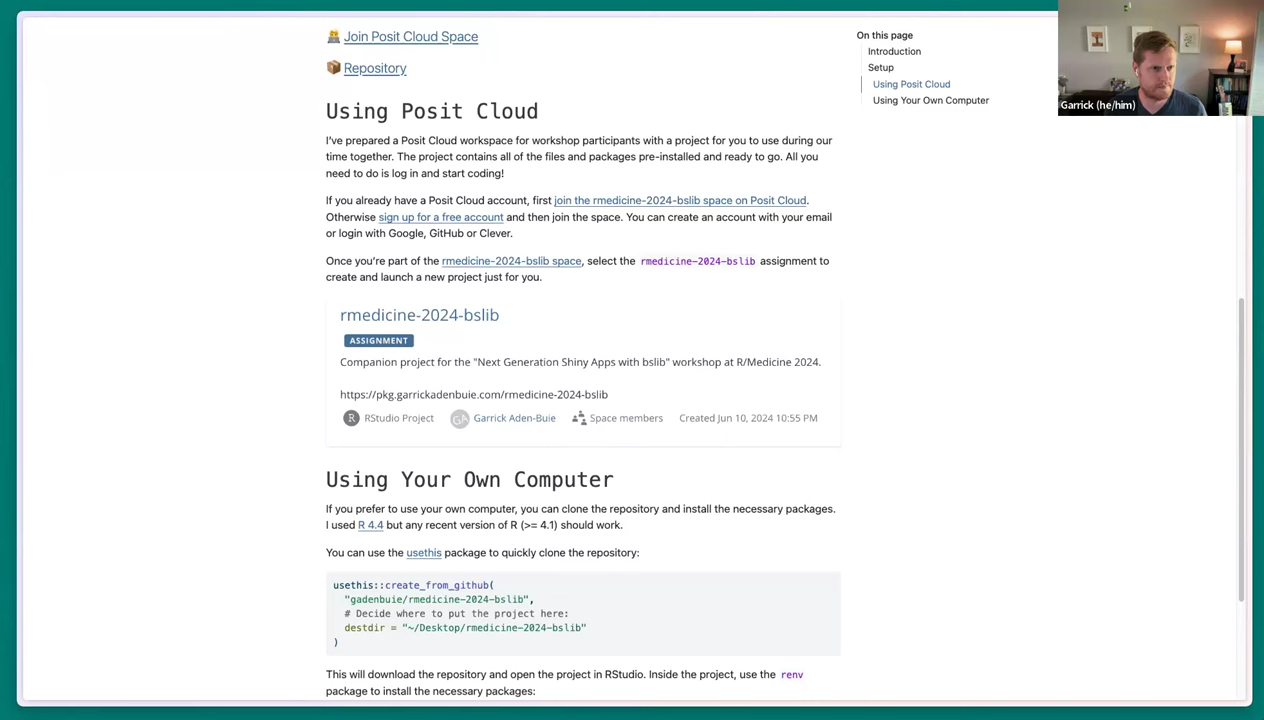 Join Posit Cloud Space
Repository
Using Posit Cloud
I've prepared a Posit Cloud workspace for workshop participants with a project for you to use during our
time together. The project contains all of the files and packages pre-installed and ready to go. All you
need to do is log in and start coding!
If you already have a Posit Cloud account, first join the rmedicine-2024-bslib space on Posit Cloud.
Otherwise sign up for a free account and then join the space. You can create an account with your email
or login with Google, GitHub or Clever.
Once you're part of the rmedicine-2024-bslib space, select the rmedicine-2024-bslib assignment to
create and launch a new project just for you.
rmedicine-2024-bslib
ASSIGNMENT
Companion project for the "Next Generation Shiny Apps with bslib" workshop at R/Medicine 2024.
https://pkg.garrickadenbuie.com/rmedicine-2024-bslib
R RStudio Project GA Garrick Aden-Buie Space members Created Jun 10, 2024 10:55 PM
Using Your Own Computer
If you prefer to use your own computer, you can clone the repository and install the necessary packages.
I used R 4.4 but any recent version of R (>= 4.1) should work.
You can use the usethis package to quickly clone the repository:
usethis::create_from_github(
"gadenbuie/rmedicine-2024-bslib",
# Decide where to put the project here:
destdir = "~/Desktop/rmedicine-2024-bslib"
)
This will download the repository and open the project in RStudio. Inside the project, use the renv
package to install the necessary packages:
On this page
Introduction
Setup
Using Posit Cloud
Using Your Own Computer
Garrick (he/him)